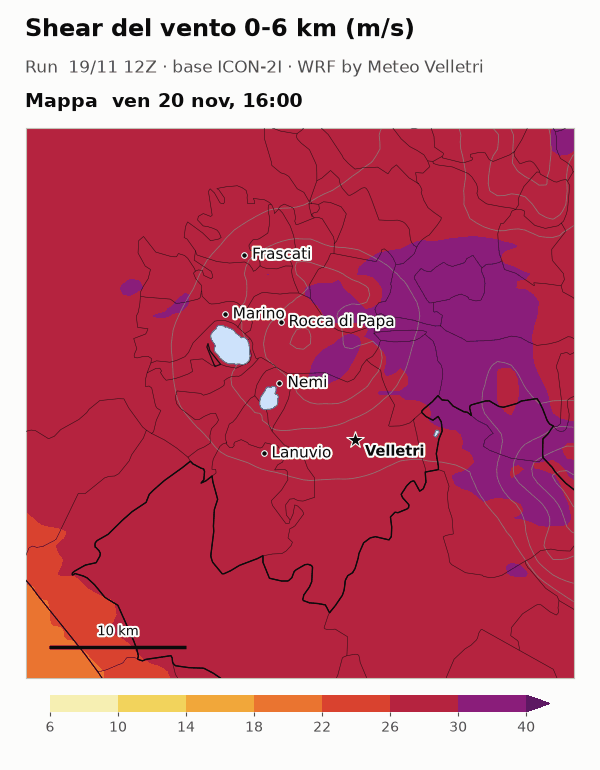 Shear del vento 0-6 km (m/s)
Run  19/11 12Z · base ICON-2I · WRF by Meteo Velletri
Mappa  ven 20 nov, 16:00
Frascati
Marino
Rocca di Papa
Nemi
Velletri
Lanuvio
10 km
6 10 14 18 22 26 30 40